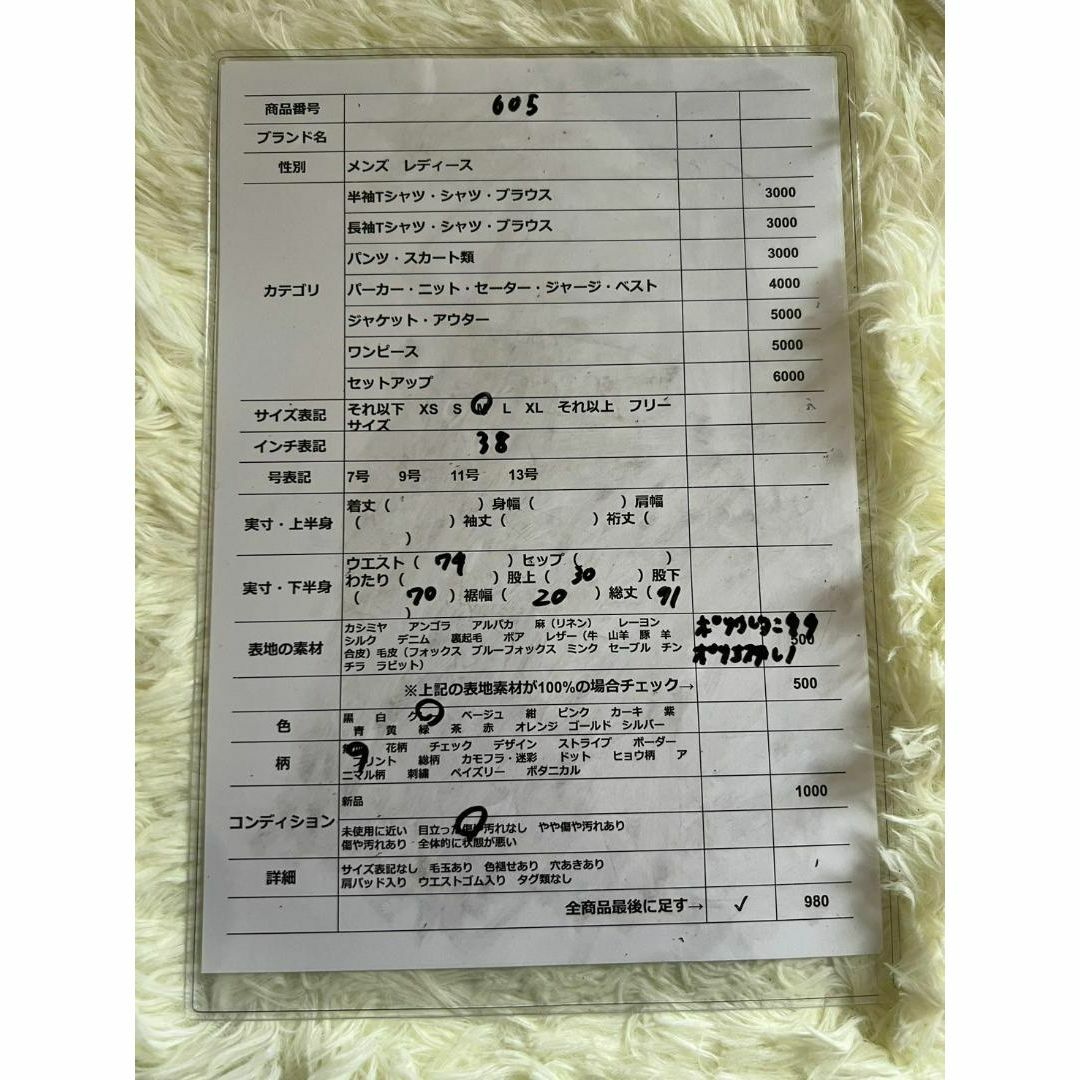 商品番号 605
ブランド名
性別 メンズ レディース
カテゴリ
半袖Tシャツ・シャツ・ブラウス 3000
長袖Tシャツ・シャツ・ブラウス 3000
パンツ・スカート類 3000
パーカー・ニット・セーター・ジャージ・ベスト 4000
ジャケット・アウター 5000
ワンピース 5000
セットアップ 6000
サイズ表記 それ以下 XS S M L XL それ以上 フリー
サイズ
インチ表記 38
号表記 7号 9号 11号 13号
実寸・上半身 着丈（ ）身幅（ ）肩幅
（ ）袖丈（ ）裄丈（
）
実寸・下半身 ウエスト（ 79 ）ヒップ（ ）
わたり（ ）股上（ 30 ）股下
（ 70 ）裾幅（ 20 ）総丈（91
）
表地の素材 カシミヤ アンゴラ アルパカ 麻（リネン） レーヨン
シルク デニム 裏起毛 ボア レザー（牛 山羊 豚 羊 500
合皮）毛皮（フォックス ブルーフォックス ミンク セーブル チン
チラ ラビット）
※上記の表地素材が100%の場合チェック→ 500
色 黒 白 グ ベージュ 紺 ピンク カーキ 紫
青 黄 緑 茶 赤 オレンジ ゴールド シルバー
柄 花柄 チェック デザイン ストライプ ボーダー
プリント 総柄 カモフラ・迷彩 ドット ヒョウ柄 ア
ニマル柄 刺繍 ペイズリー ボタニカル
コンディション 新品 1000
未使用に近い 目立った傷や汚れなし やや傷や汚れあり
傷や汚れあり 全体的に状態が悪い
詳細 サイズ表記なし 毛玉あり 色褪せあり 穴あきあり
肩パッド入り ウエストゴム入り タグ類なし
全商品最後に足す→ ✓ 980